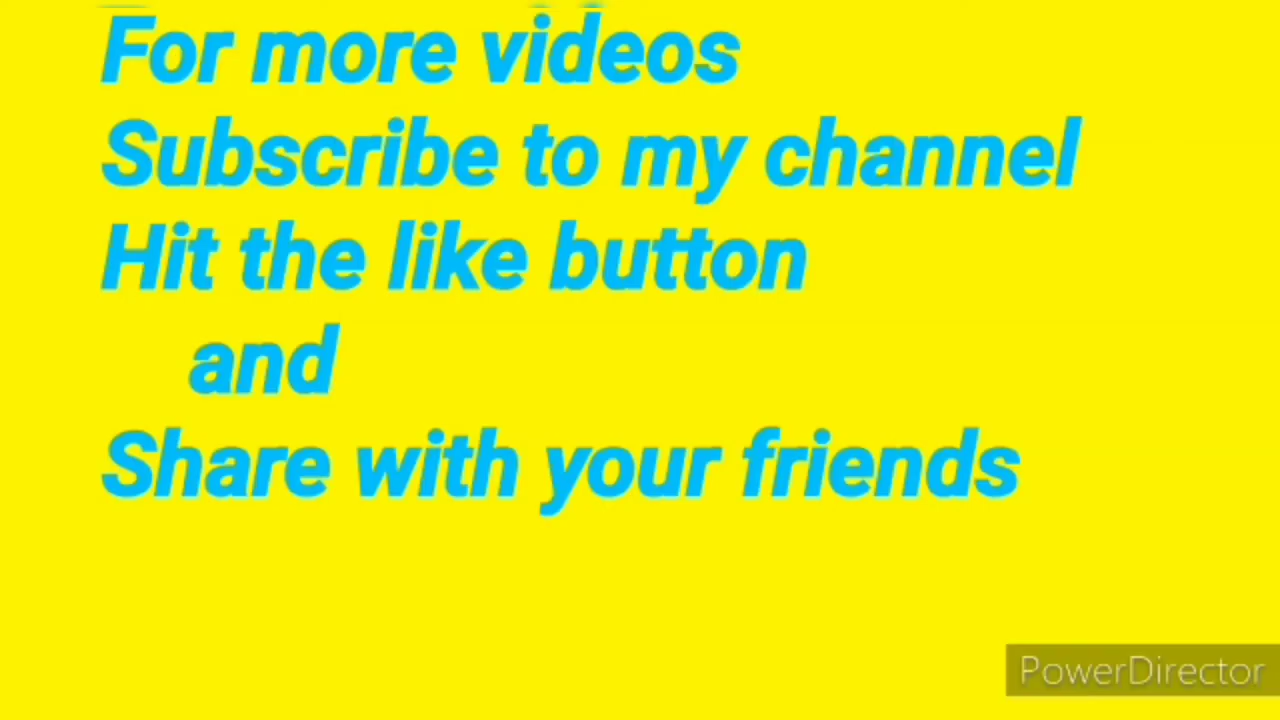 For more videos
Subscribe to my channel
Hit the like button
and
Share with your friends
PowerDirector